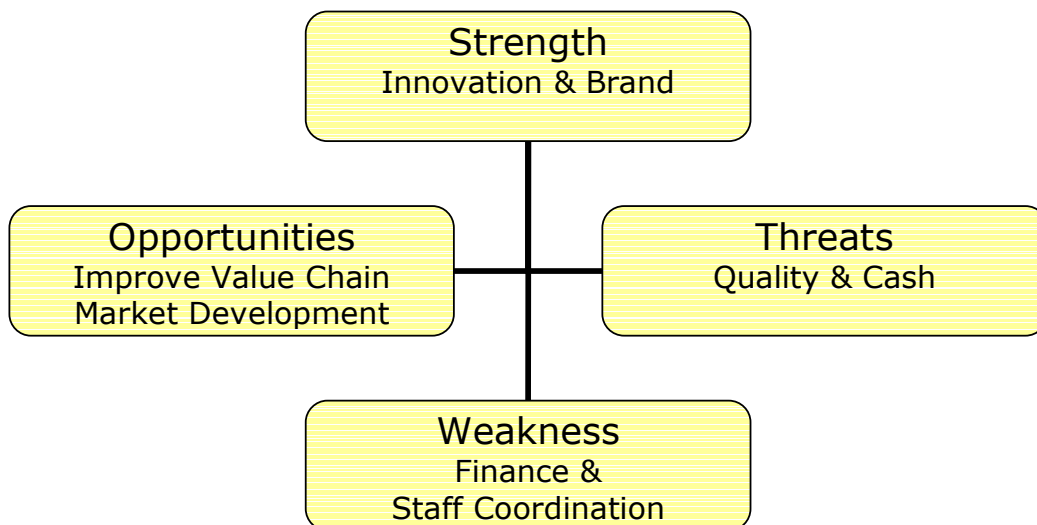 Strength
Innovation & Brand
Opportunities
Improve Value Chain
Market Development
Threats
Quality & Cash
Weakness
Finance &
Staff Coordination